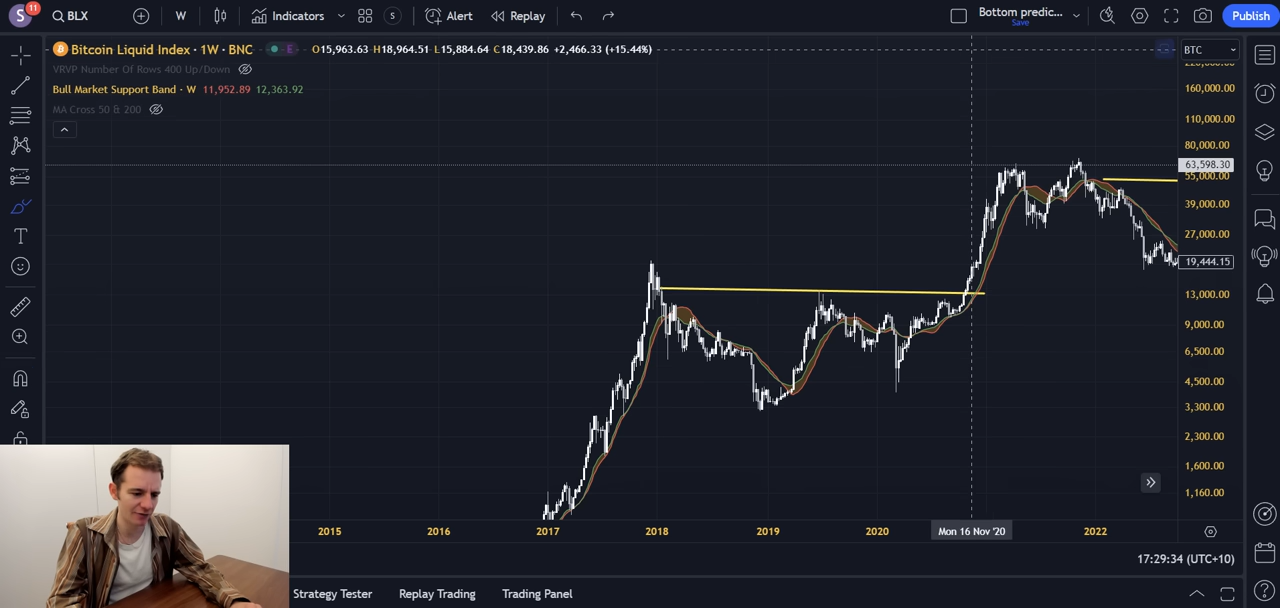 S 11 BLX W Indicators S Alert Replay Bottom predic... Save Publish
Bitcoin Liquid Index · 1W · BNC E O15,963.63 H18,964.51 L15,884.64 C18,439.86 +2,466.33 (+15.44%) BTC
VRVP Number Of Rows 400 Up/Down
Bull Market Support Band · W 11,952.89 12,363.92
MA Cross 50 & 200
160,000.00
110,000.00
80,000.00
63,598.30
55,000.00
39,000.00
27,000.00
19,444.15
13,000.00
9,000.00
6,500.00
4,500.00
3,300.00
2,300.00
1,600.00
1,160.00
2015 2016 2017 2018 2019 2020 Mon 16 Nov '20 2022
17:29:34 (UTC+10)
Strategy Tester Replay Trading Trading Panel